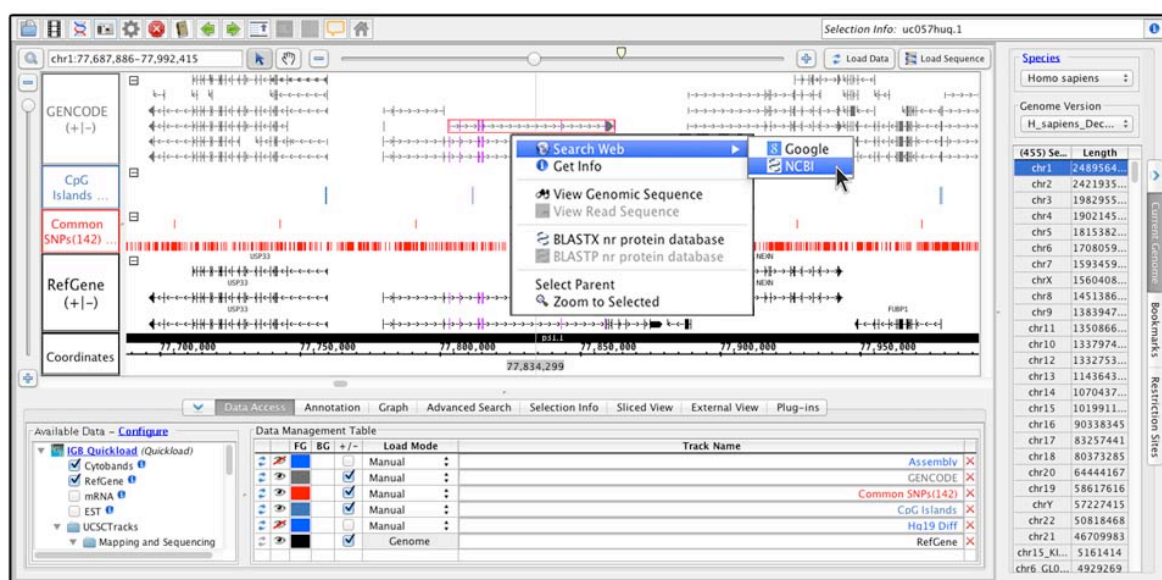 Selection Info: uc057huq.1
chr1:77,687,886-77,992,415
Load Data
Load Sequence
GENCODE
(+|-)
CpG
Islands ...
Common
SNPs(142) ...
RefGene
(+|-)
Coordinates
USP33
NEXN
USP33
NEXN
USP33
FUBP1
p31.1
77,700,000 77,750,000 77,800,000 77,850,000 77,900,000 77,950,000
77,834,299
Search Web
Get Info
View Genomic Sequence
View Read Sequence
BLASTX nr protein database
BLASTP nr protein database
Select Parent
Zoom to Selected
Google
NCBI
Species
Homo sapiens
Genome Version
H_sapiens_Dec...
(455) Se... Length
chr1 2489564...
chr2 2421935...
chr3 1982955...
chr4 1902145...
chr5 1815382...
chr6 1708059...
chr7 1593459...
chrX 1560408...
chr8 1451386...
chr9 1383947...
chr11 1350866...
chr10 1337974...
chr12 1332753...
chr13 1143643...
chr14 1070437...
chr15 1019911...
chr16 90338345
chr17 83257441
chr18 80373285
chr20 64444167
chr19 58617616
chrY 57227415
chr22 50818468
chr21 46709983
chr15_KI... 5161414
chr6_GL0... 4929269
Current Genome
Bookmarks
Restriction Sites
Data Access Annotation Graph Advanced Search Selection Info Sliced View External View Plug-ins
Available Data – Configure
IGB Quickload (Quickload)
Cytobands
RefGene
mRNA
EST
UCSCTracks
Mapping and Sequencing
Data Management Table
FG BG +/- Load Mode Track Name
Manual Assembly
Manual GENCODE
Manual Common SNPs(142)
Manual CpG Islands
Manual Hg19 Diff
Genome RefGene